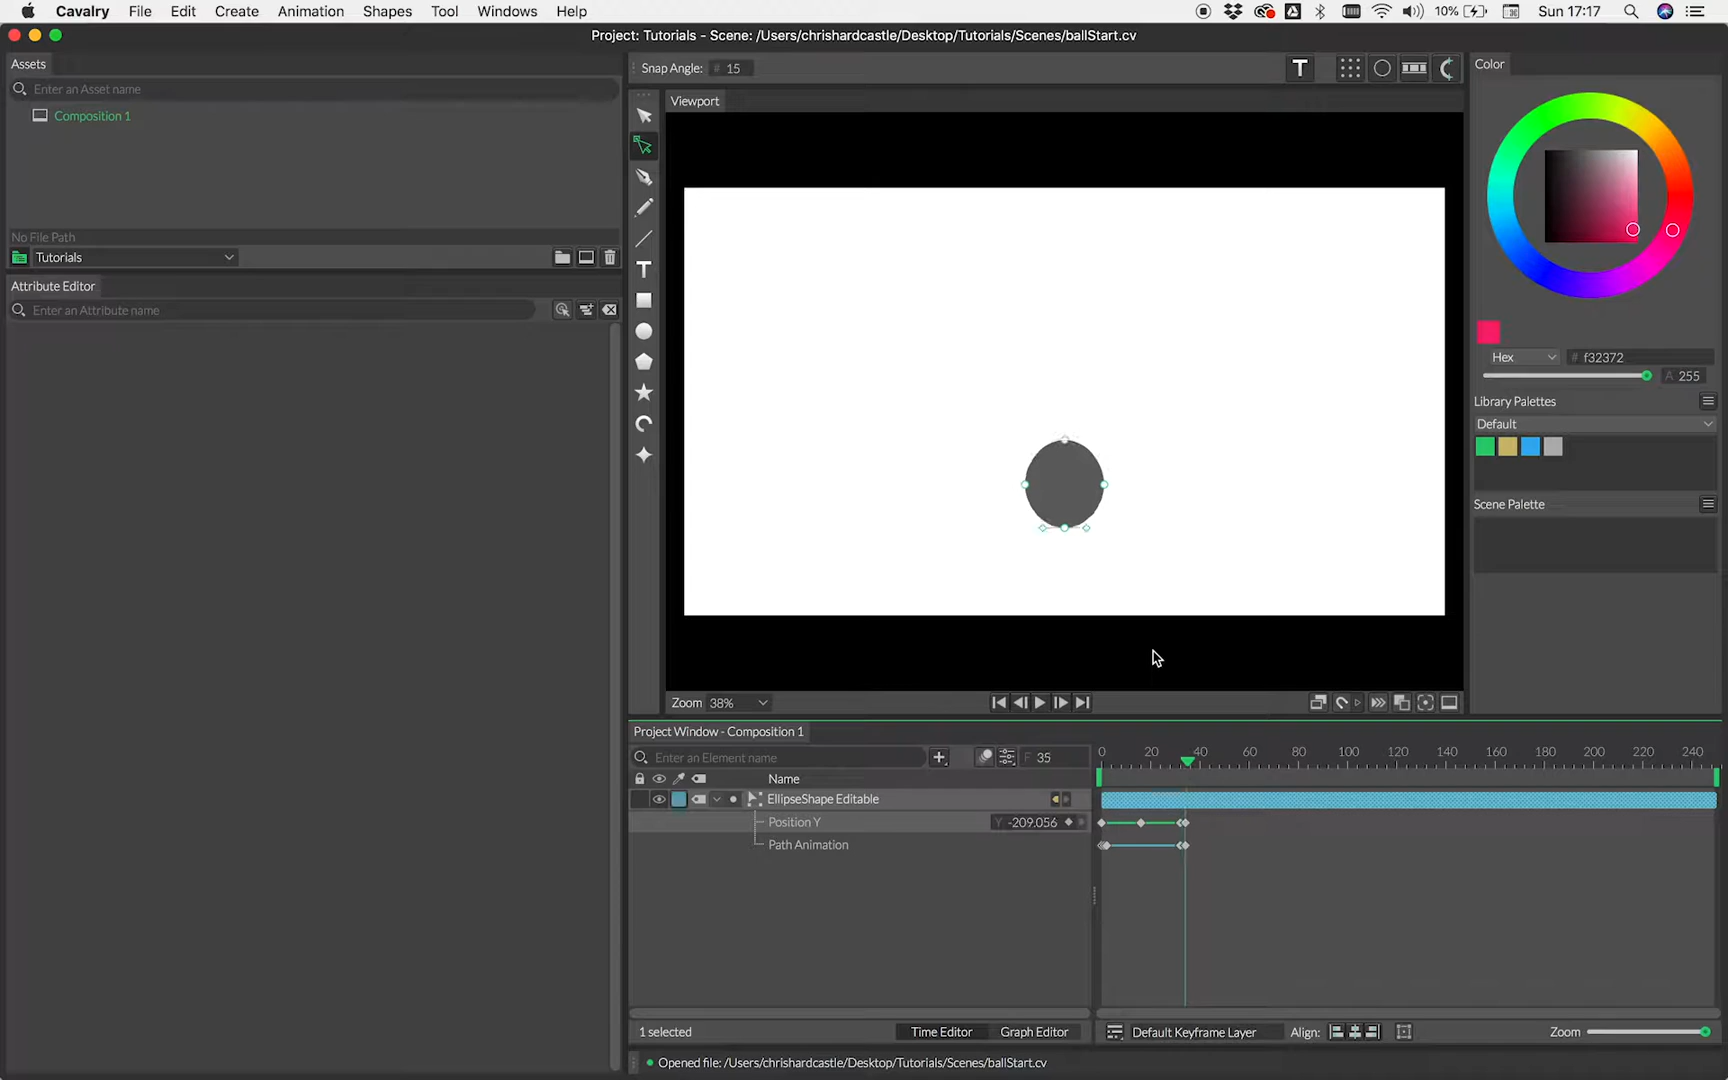 Cavalry File Edit Create Animation Shapes Tool Windows Help 10% Sun 17:17
Project: Tutorials - Scene: /Users/chrishardcastle/Desktop/Tutorials/Scenes/ballStart.cv
Assets
Enter an Asset name
Composition 1
No File Path
Tutorials
Attribute Editor
Enter an Attribute name
Snap Angle: # 15
Viewport
Zoom 38%
Color
Hex # f32372
A 255
Library Palettes
Default
Scene Palette
Project Window - Composition 1
Enter an Element name F 35
0 20 40 60 80 100 120 140 160 180 200 220 240
Name
EllipseShape Editable
Position Y Y -209.056
Path Animation
1 selected Time Editor Graph Editor Default Keyframe Layer Align: Zoom
Opened file: /Users/chrishardcastle/Desktop/Tutorials/Scenes/ballStart.cv